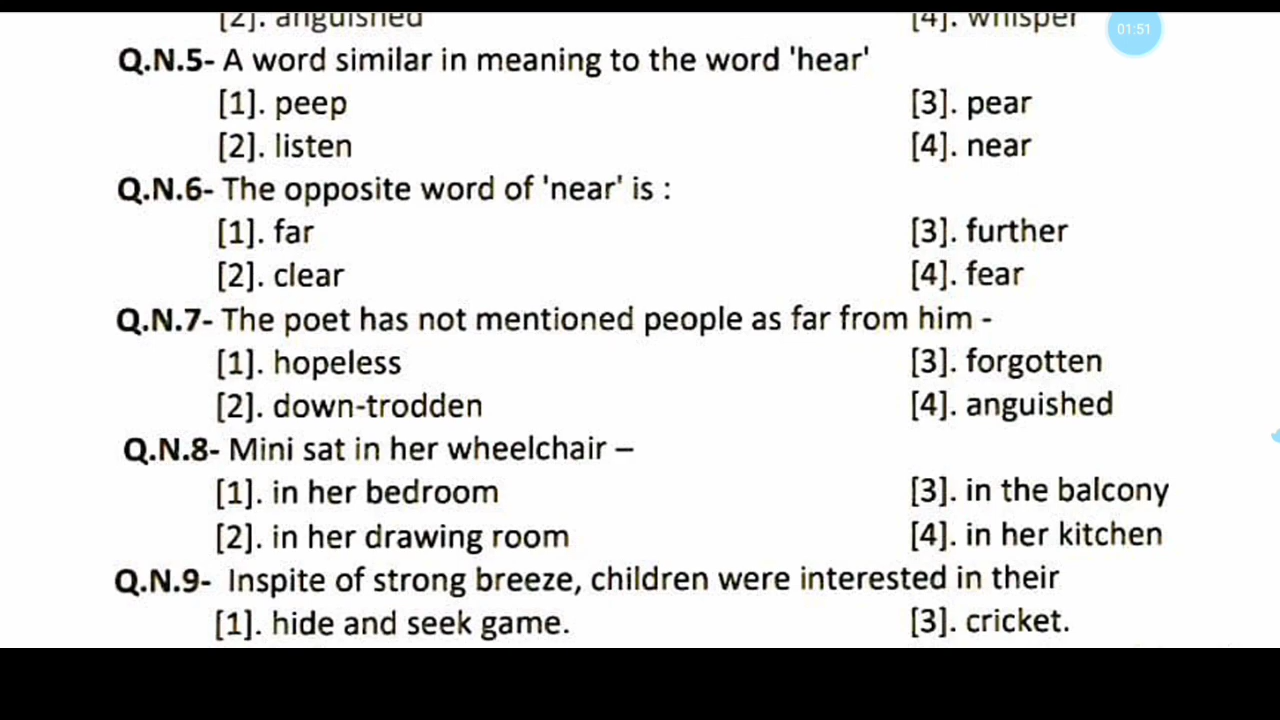 [2]. anguished [4]. whisper
01:51
Q.N.5- A word similar in meaning to the word 'hear'
[1]. peep [3]. pear
[2]. listen [4]. near
Q.N.6- The opposite word of 'near' is :
[1]. far [3]. further
[2]. clear [4]. fear
Q.N.7- The poet has not mentioned people as far from him -
[1]. hopeless [3]. forgotten
[2]. down-trodden [4]. anguished
Q.N.8- Mini sat in her wheelchair –
[1]. in her bedroom [3]. in the balcony
[2]. in her drawing room [4]. in her kitchen
Q.N.9- Inspite of strong breeze, children were interested in their
[1]. hide and seek game. [3]. cricket.